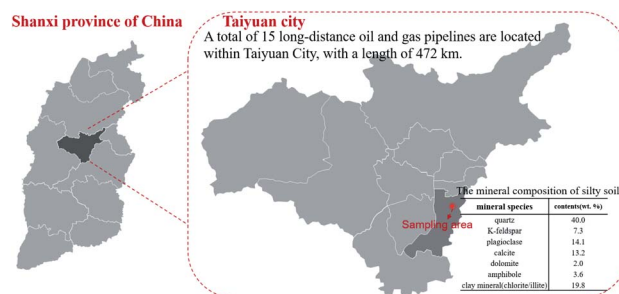 Shanxi province of China
Taiyuan city
A total of 15 long-distance oil and gas pipelines are located
within Taiyuan City, with a length of 472 km.
The mineral composition of silty soil
mineral species contents(wt. %)
quartz 40.0
K-feldspar 7.3
plagioclase 14.1
calcite 13.2
dolomite 2.0
amphibole 3.6
clay mineral(chlorite/illite) 19.8
Sampling area